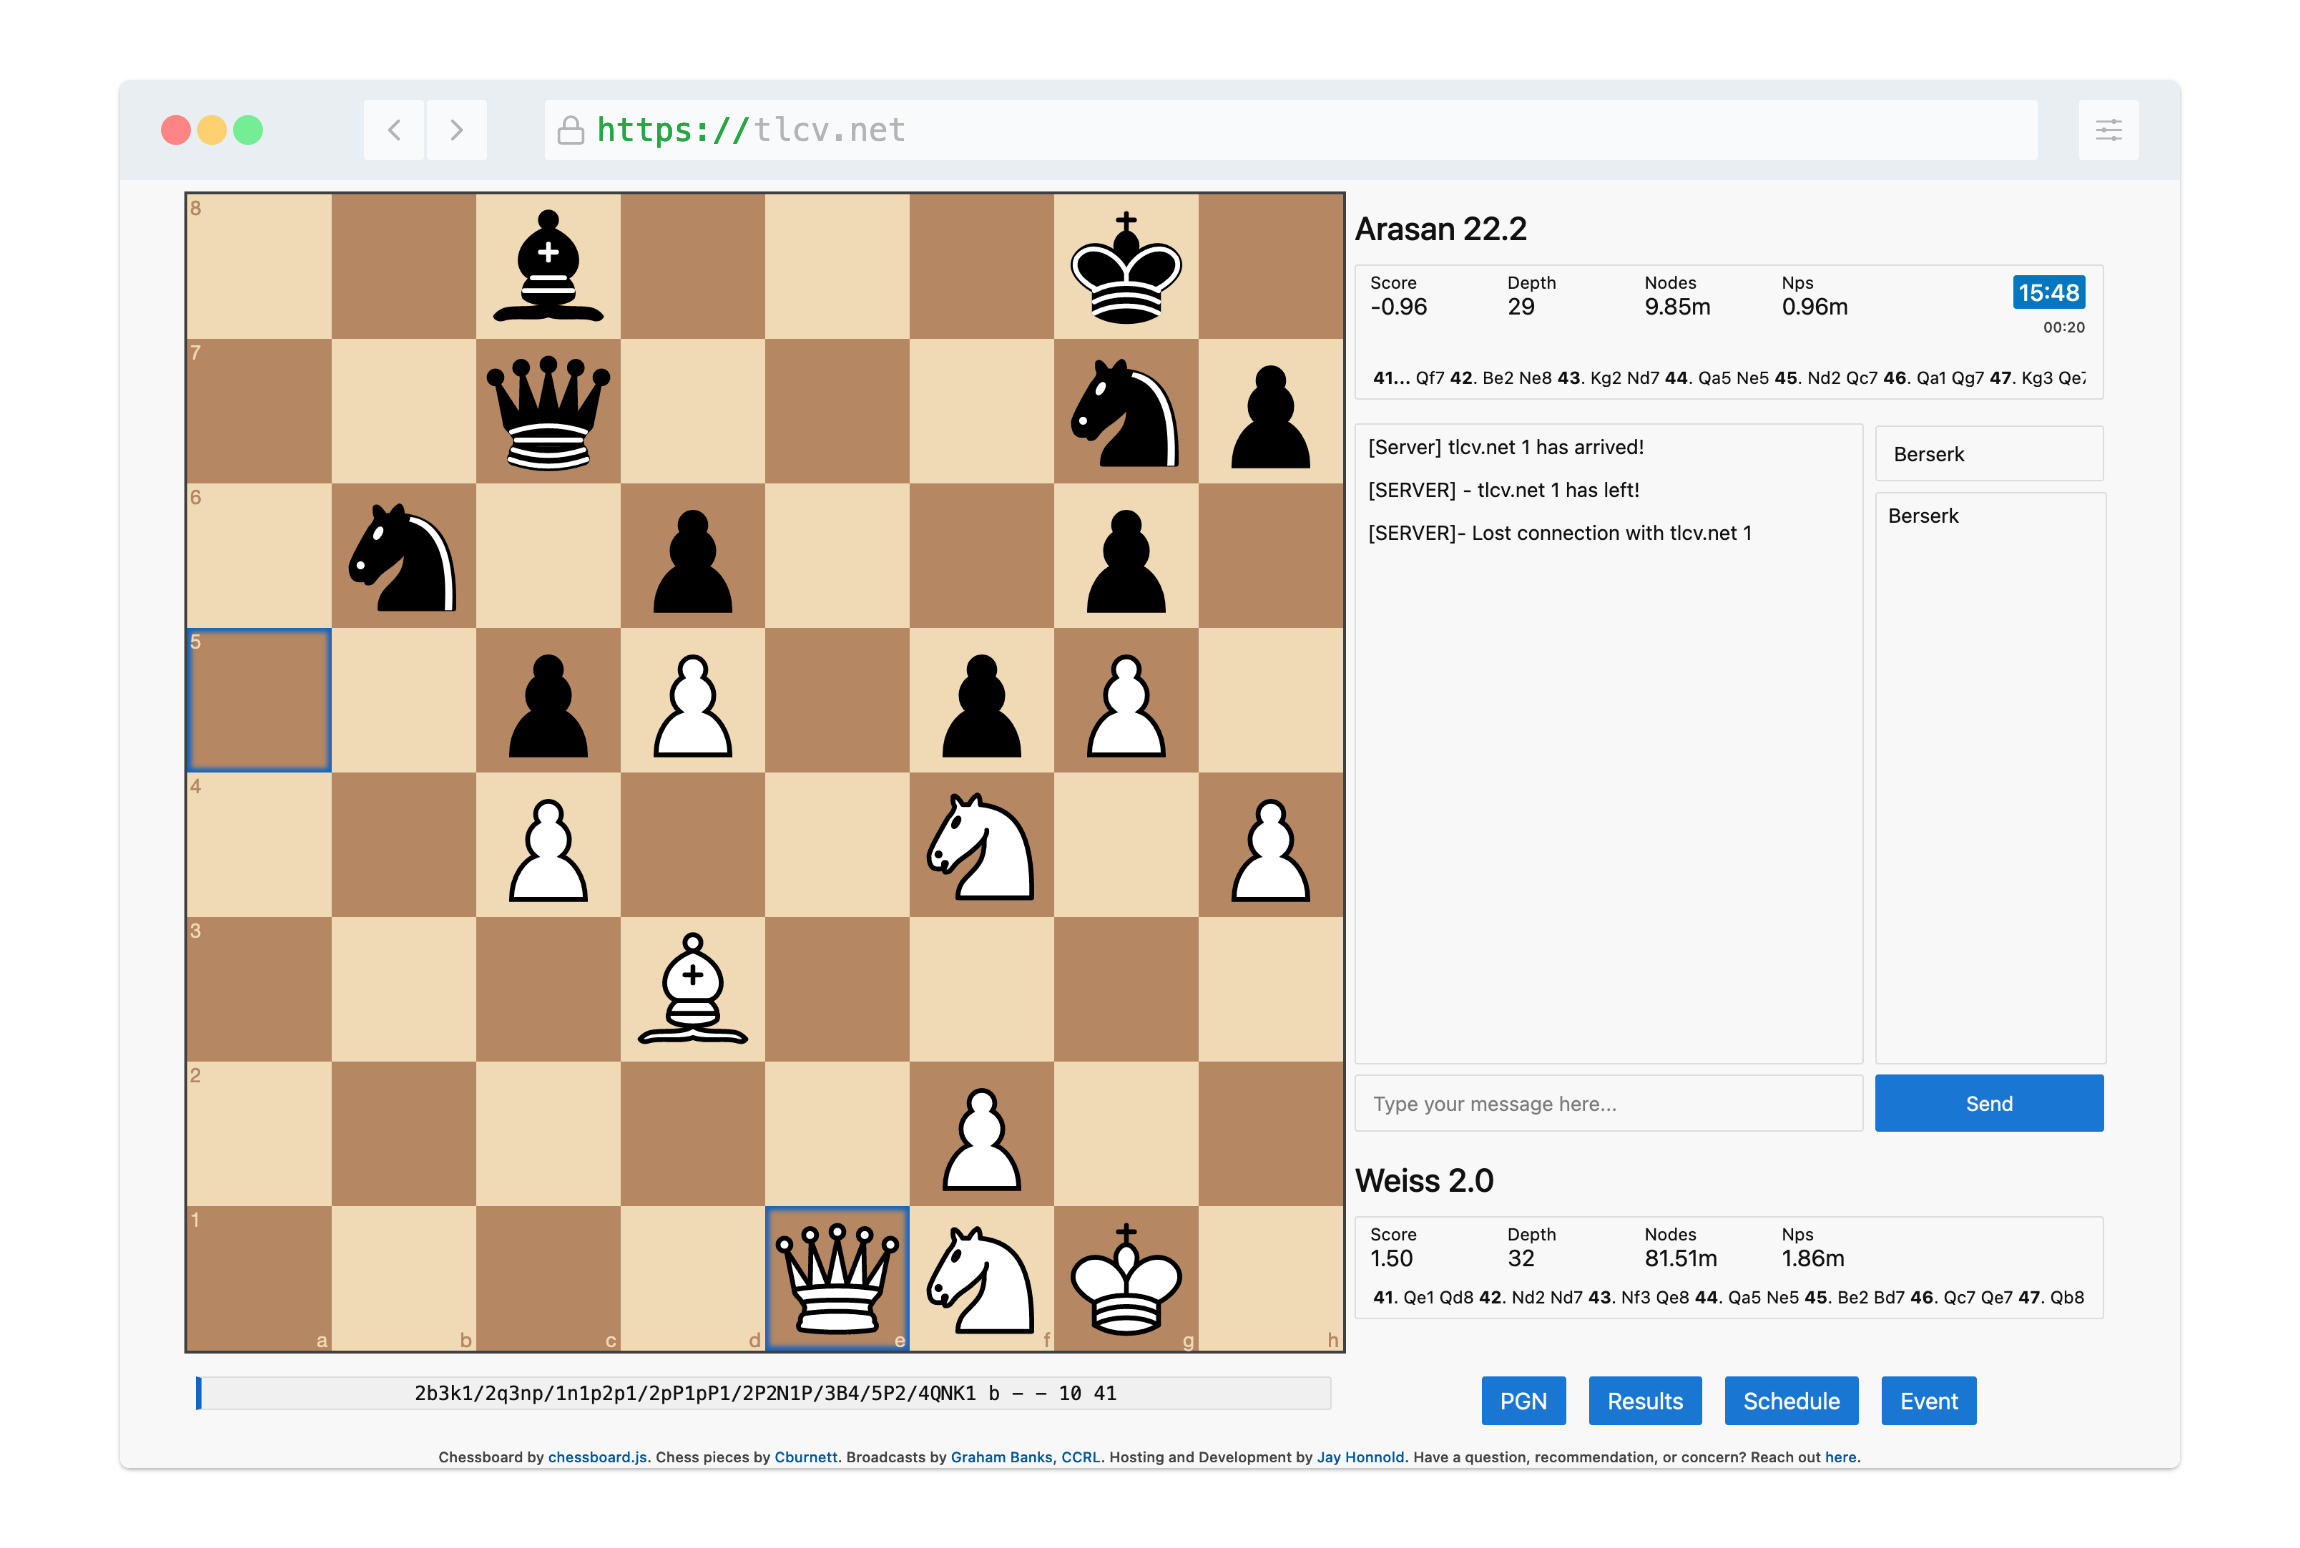 https://tlcv.net
8
7
6
5
4
3
2
1
a b c d e f g h
2b3k1/2q3np/1n1p2p1/2pP1pP1/2P2N1P/3B4/5P2/4QNK1 b - - 10 41
Arasan 22.2
Score Depth Nodes Nps
-0.96 29 9.85m 0.96m
15:48
00:20
41... Qf7 42. Be2 Ne8 43. Kg2 Nd7 44. Qa5 Ne5 45. Nd2 Qc7 46. Qa1 Qg7 47. Kg3
[Server] tlcv.net 1 has arrived!
[SERVER] - tlcv.net 1 has left!
[SERVER]- Lost connection with tlcv.net 1
Berserk
Berserk
Type your message here...
Send
Weiss 2.0
Score Depth Nodes Nps
1.50 32 81.51m 1.86m
41. Qe1 Qd8 42. Nd2 Nd7 43. Nf3 Qe8 44. Qa5 Ne5 45. Be2 Bd7 46. Qc7 Qe7 47. Qb8
PGN Results Schedule Event
Chessboard by chessboard.js. Chess pieces by Cburnett. Broadcasts by Graham Banks, CCRL. Hosting and Development by Jay Honnold. Have a question, recommendation, or concern? Reach out here.